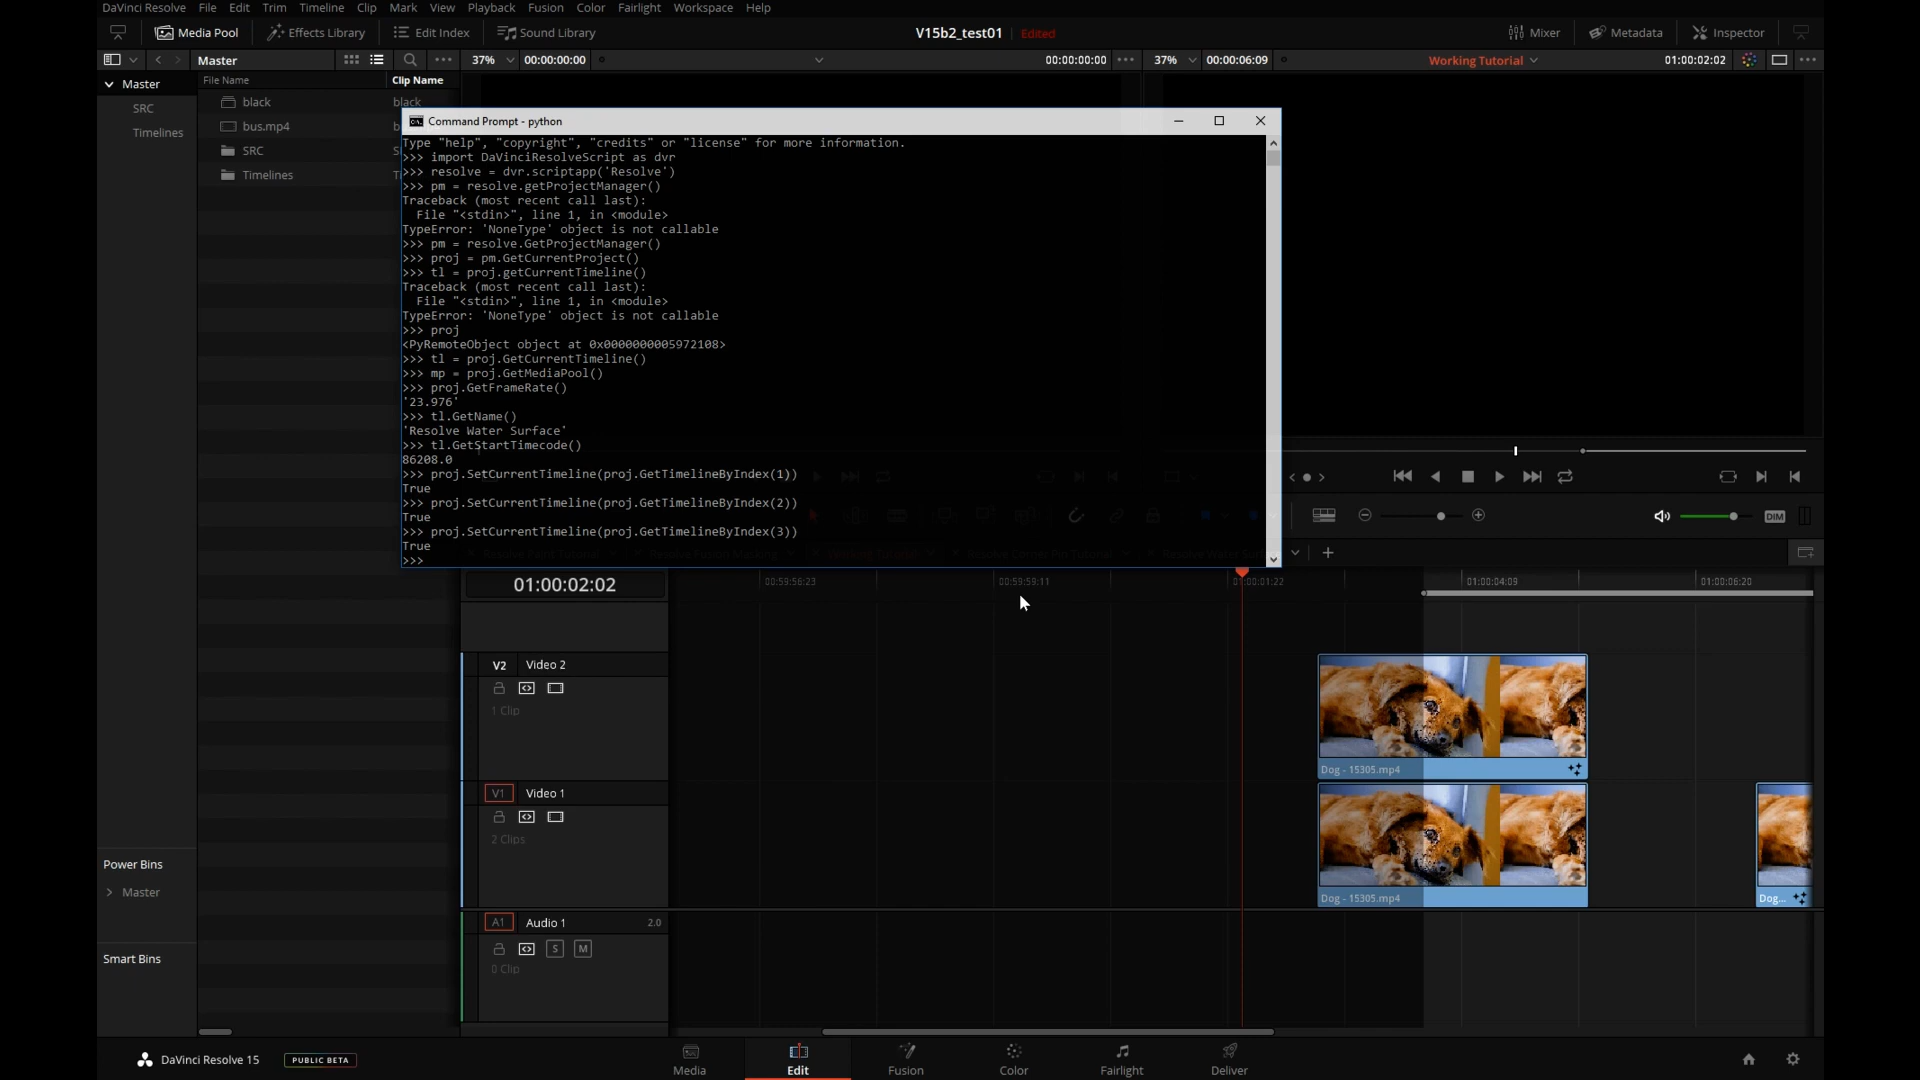 DaVinci Resolve File Edit Trim Timeline Clip Mark View Playback Fusion Color Fairlight Workspace Help
Media Pool Effects Library Edit Index Sound Library V15b2_test01 Edited Mixer Metadata Inspector
Master 37% 00:00:00:00 00:00:00:00 37% 00:00:06:09 Working Tutorial 01:00:02:02
Master File Name Clip Name
SRC black black
Timelines bus.mp4 b
SRC S
Timelines T
Command Prompt - python
Type "help", "copyright", "credits" or "license" for more information.
>>> import DaVinciResolveScript as dvr
>>> resolve = dvr.scriptapp('Resolve')
>>> pm = resolve.getProjectManager()
Traceback (most recent call last):
File "<stdin>", line 1, in <module>
TypeError: 'NoneType' object is not callable
>>> pm = resolve.GetProjectManager()
>>> proj = pm.GetCurrentProject()
>>> tl = proj.getCurrentTimeline()
Traceback (most recent call last):
File "<stdin>", line 1, in <module>
TypeError: 'NoneType' object is not callable
>>> proj
<PyRemoteObject object at 0x0000000005972108>
>>> tl = proj.GetCurrentTimeline()
>>> mp = proj.GetMediaPool()
>>> proj.GetFrameRate()
'23.976'
>>> tl.GetName()
'Resolve Water Surface'
>>> tl.GetStartTimecode()
86208.0
>>> proj.SetCurrentTimeline(proj.GetTimelineByIndex(1))
True
>>> proj.SetCurrentTimeline(proj.GetTimelineByIndex(2))
True
>>> proj.SetCurrentTimeline(proj.GetTimelineByIndex(3))
True
>>>
DIM
01:00:02:02 00:59:56:23 00:59:59:11 01:00:01:22 01:00:04:09 01:00:06:20
V2 Video 2
1 Clip
Dog - 15305.mp4
V1 Video 1
2 Clips
Dog - 15305.mp4 Dog...
A1 Audio 1 2.0
S M
0 Clip
Power Bins
Master
Smart Bins
DaVinci Resolve 15 PUBLIC BETA
Media Edit Fusion Color Fairlight Deliver